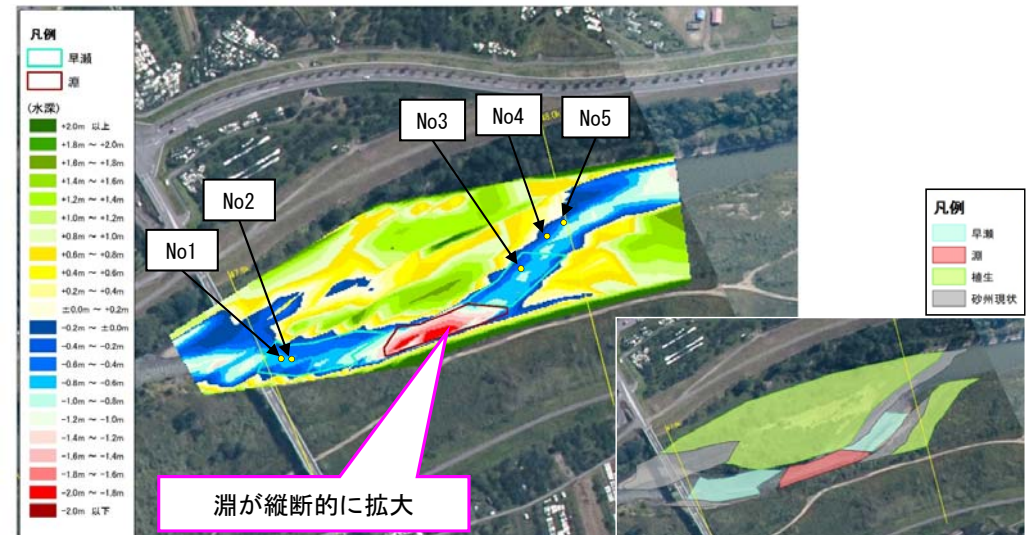 凡例
早瀬
淵
(水深)
+2.0m 以上
+1.8m ~ +2.0m
+1.6m ~ +1.8m
+1.4m ~ +1.6m
+1.2m ~ +1.4m
+1.0m ~ +1.2m
+0.8m ~ +1.0m
+0.6m ~ +0.8m
+0.4m ~ +0.6m
+0.2m ~ +0.4m
±0.0m ~ +0.2m
-0.2m ~ ±0.0m
-0.4m ~ -0.2m
-0.6m ~ -0.4m
-0.8m ~ -0.6m
-1.0m ~ -0.8m
-1.2m ~ -1.0m
-1.4m ~ -1.2m
-1.6m ~ -1.4m
-1.8m ~ -1.6m
-2.0m ~ -1.8m
-2.0m 以下
No1
No2
No3
No4
No5
淵が縦断的に拡大
凡例
早瀬
淵
植生
砂州現状